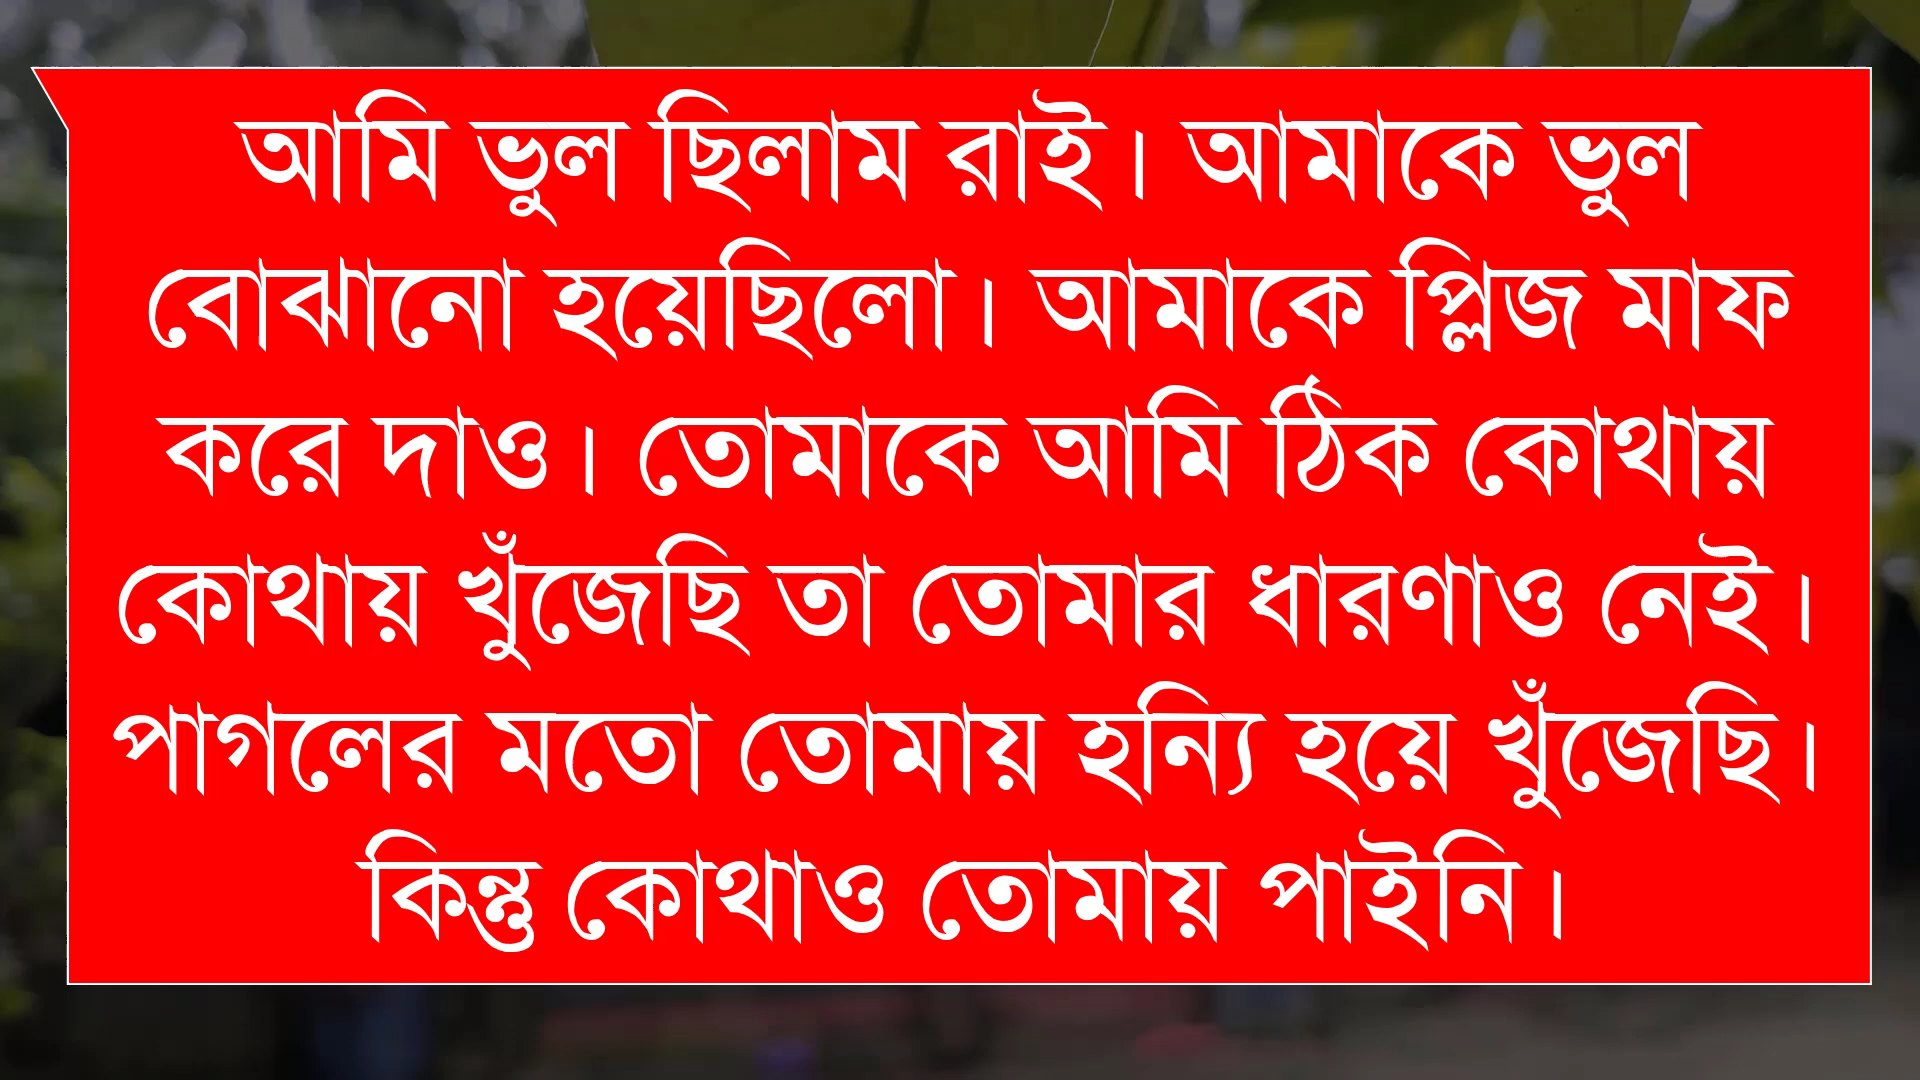 আমি ভুল ছিলাম রাই। আমাকে ভুল
বোঝানো হয়েছিলো। আমাকে প্লিজ মাফ
করে দাও। তোমাকে আমি ঠিক কোথায়
কোথায় খুঁজেছি তা তোমার ধারণাও নেই।
পাগলের মতো তোমায় হন্যি হয়ে খুঁজেছি।
কিন্তু কোথাও তোমায় পাইনি।